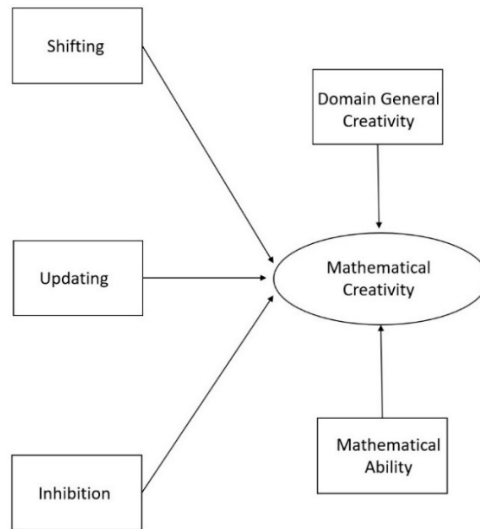 Shifting
Domain General
Creativity
Updating
Mathematical
Creativity
Inhibition
Mathematical
Ability